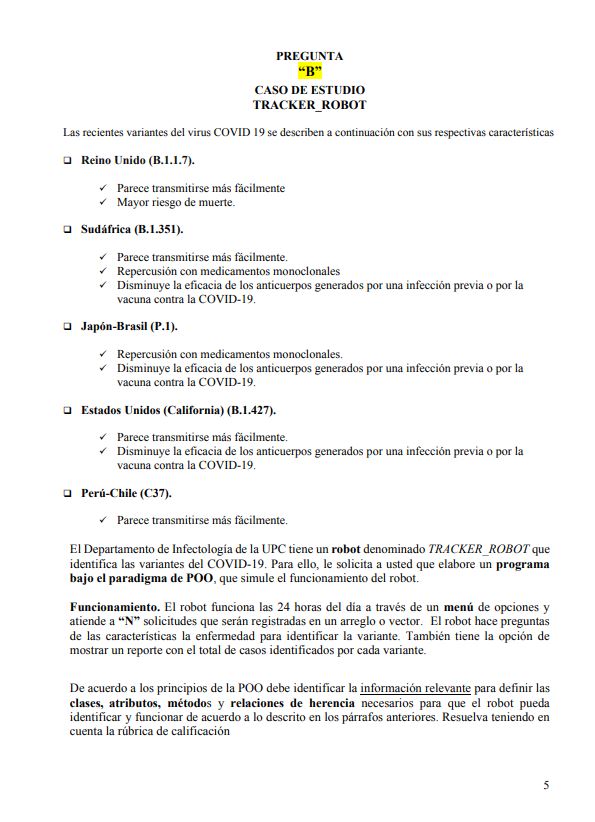 PREGUNTA
“B”
CASO DE ESTUDIO
TRACKER_ROBOT
Las recientes variantes del virus COVID 19 se describen a continuación con sus respectivas características
❑ Reino Unido (B.1.1.7).
✓ Parece transmitirse más fácilmente
✓ Mayor riesgo de muerte.
❑ Sudáfrica (B.1.351).
✓ Parece transmitirse más fácilmente.
✓ Repercusión con medicamentos monoclonales
✓ Disminuye la eficacia de los anticuerpos generados por una infección previa o por la
vacuna contra la COVID-19.
❑ Japón-Brasil (P.1).
✓ Repercusión con medicamentos monoclonales.
✓ Disminuye la eficacia de los anticuerpos generados por una infección previa o por la
vacuna contra la COVID-19.
❑ Estados Unidos (California) (B.1.427).
✓ Parece transmitirse más fácilmente.
✓ Disminuye la eficacia de los anticuerpos generados por una infección previa o por la
vacuna contra la COVID-19.
❑ Perú-Chile (C37).
✓ Parece transmitirse más fácilmente.
El Departamento de Infectología de la UPC tiene un robot denominado TRACKER_ROBOT que
identifica las variantes del COVID-19. Para ello, le solicita a usted que elabore un programa
bajo el paradigma de POO, que simule el funcionamiento del robot.
Funcionamiento. El robot funciona las 24 horas del día a través de un menú de opciones y
atiende a “N” solicitudes que serán registradas en un arreglo o vector. El robot hace preguntas
de las características la enfermedad para identificar la variante. También tiene la opción de
mostrar un reporte con el total de casos identificados por cada variante.
De acuerdo a los principios de la POO debe identificar la información relevante para definir las
clases, atributos, métodos y relaciones de herencia necesarios para que el robot pueda
identificar y funcionar de acuerdo a lo descrito en los párrafos anteriores. Resuelva teniendo en
cuenta la rúbrica de calificación
5